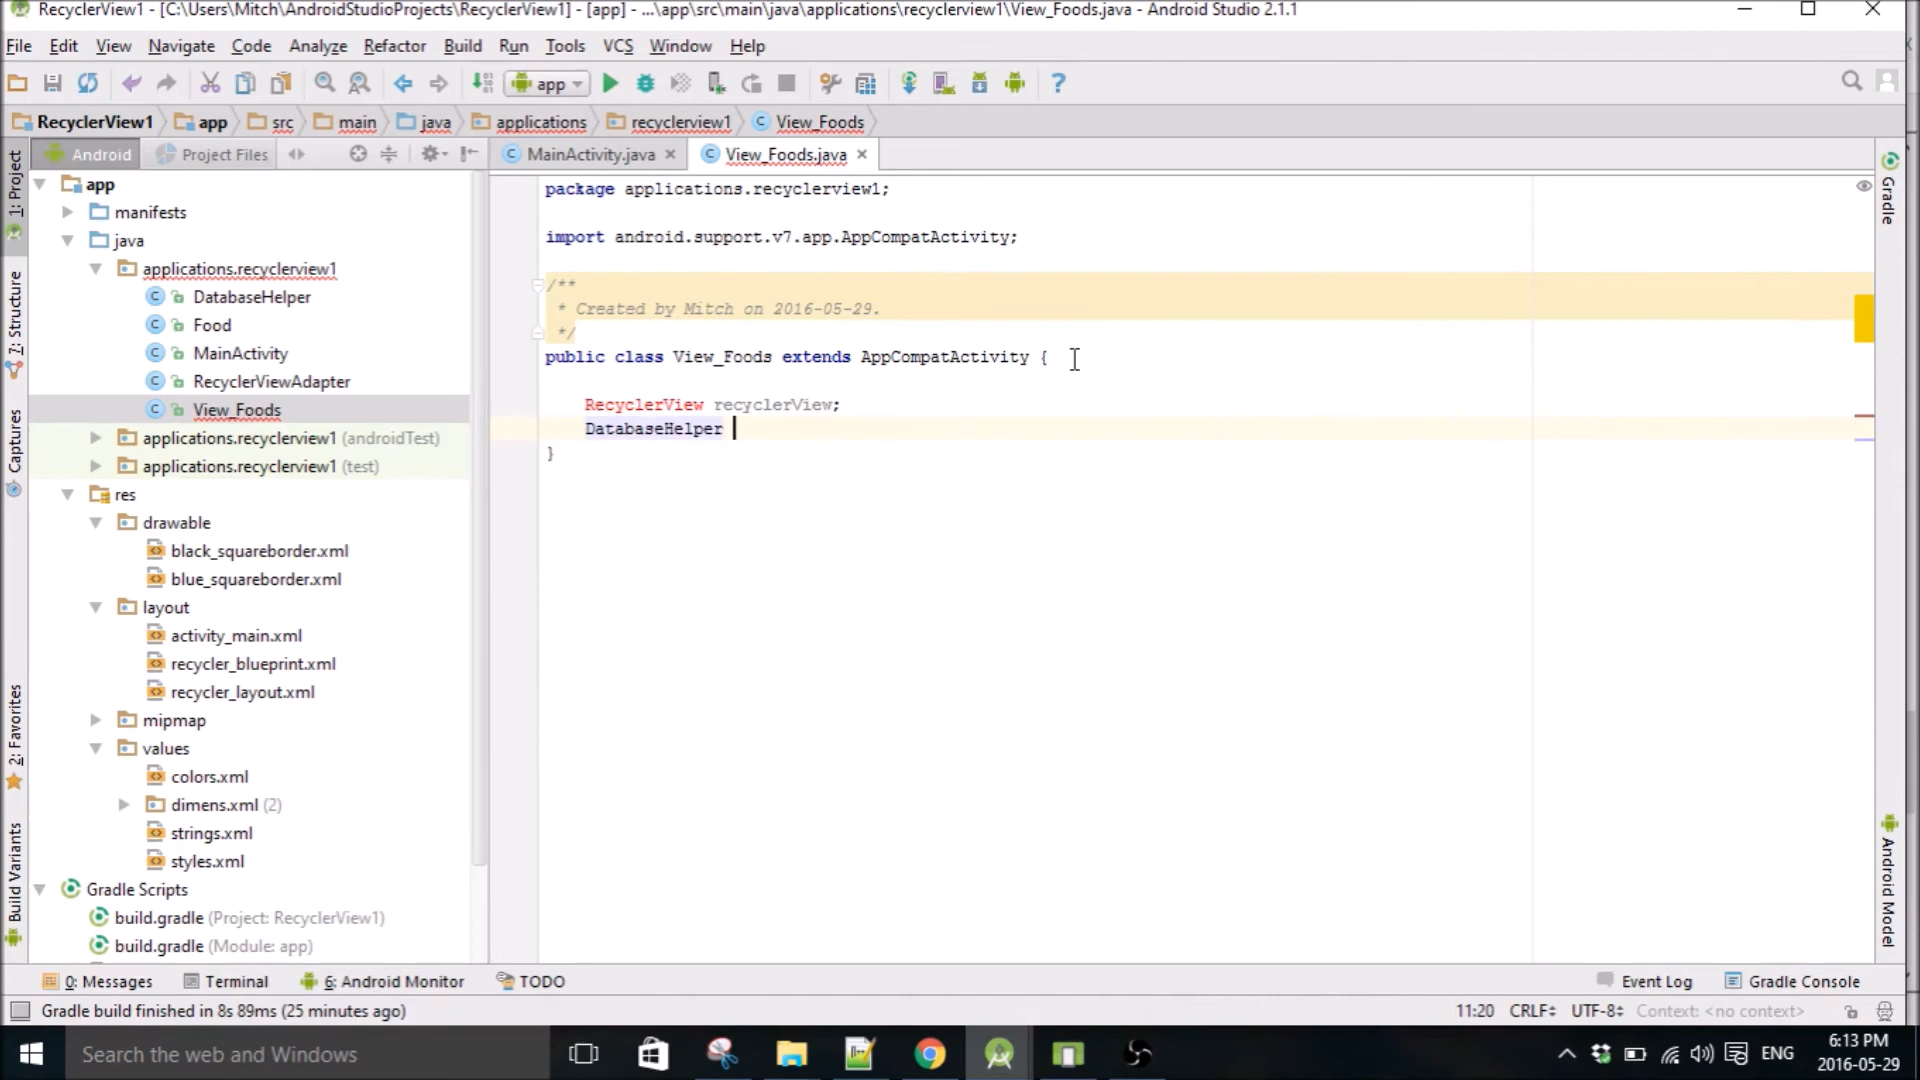 RecyclerView1 - [C:\Users\Mitch\AndroidStudioProjects\RecyclerView1] - [app] - ...\app\src\main\java\applications\recyclerview1\View_Foods.java - Android Studio 2.1.1
File Edit View Navigate Code Analyze Refactor Build Run Tools VCS Window Help
app
RecyclerView1 app src main java applications recyclerview1 View_Foods
Android Project Files MainActivity.java View_Foods.java
1: Project
7: Structure
Captures
2: Favorites
Build Variants
app
manifests
java
applications.recyclerview1
DatabaseHelper
Food
MainActivity
RecyclerViewAdapter
View_Foods
applications.recyclerview1 (androidTest)
applications.recyclerview1 (test)
res
drawable
black_squareborder.xml
blue_squareborder.xml
layout
activity_main.xml
recycler_blueprint.xml
recycler_layout.xml
mipmap
values
colors.xml
dimens.xml (2)
strings.xml
styles.xml
Gradle Scripts
build.gradle (Project: RecyclerView1)
build.gradle (Module: app)
package applications.recyclerview1;
import android.support.v7.app.AppCompatActivity;
/**
* Created by Mitch on 2016-05-29.
*/
public class View_Foods extends AppCompatActivity {
RecyclerView recyclerView;
DatabaseHelper
}
Gradle
Android Model
0: Messages Terminal 6: Android Monitor TODO Event Log Gradle Console
Gradle build finished in 8s 89ms (25 minutes ago) 11:20 CRLF UTF-8 Context: <no context>
Search the web and Windows ENG 6:13 PM
2016-05-29